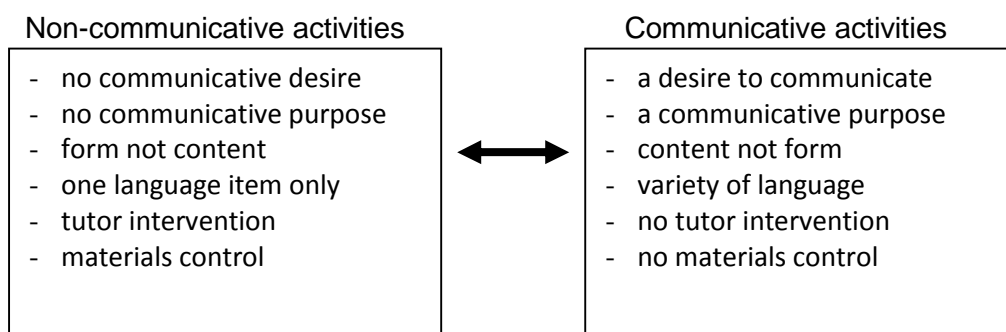 Non-communicative activities
- no communicative desire
- no communicative purpose
- form not content
- one language item only
- tutor intervention
- materials control
Communicative activities
- a desire to communicate
- a communicative purpose
- content not form
- variety of language
- no tutor intervention
- no materials control